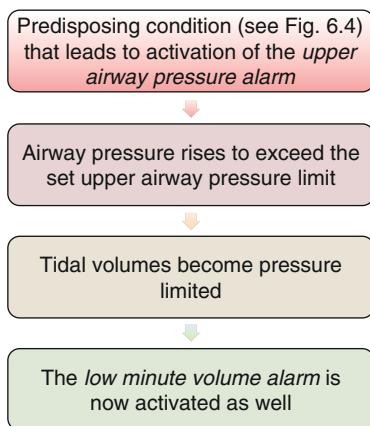 Predisposing condition (see Fig. 6.4)
that leads to activation of the upper
airway pressure alarm
Airway pressure rises to exceed the
set upper airway pressure limit
Tidal volumes become pressure
limited
The low minute volume alarm is
now activated as well